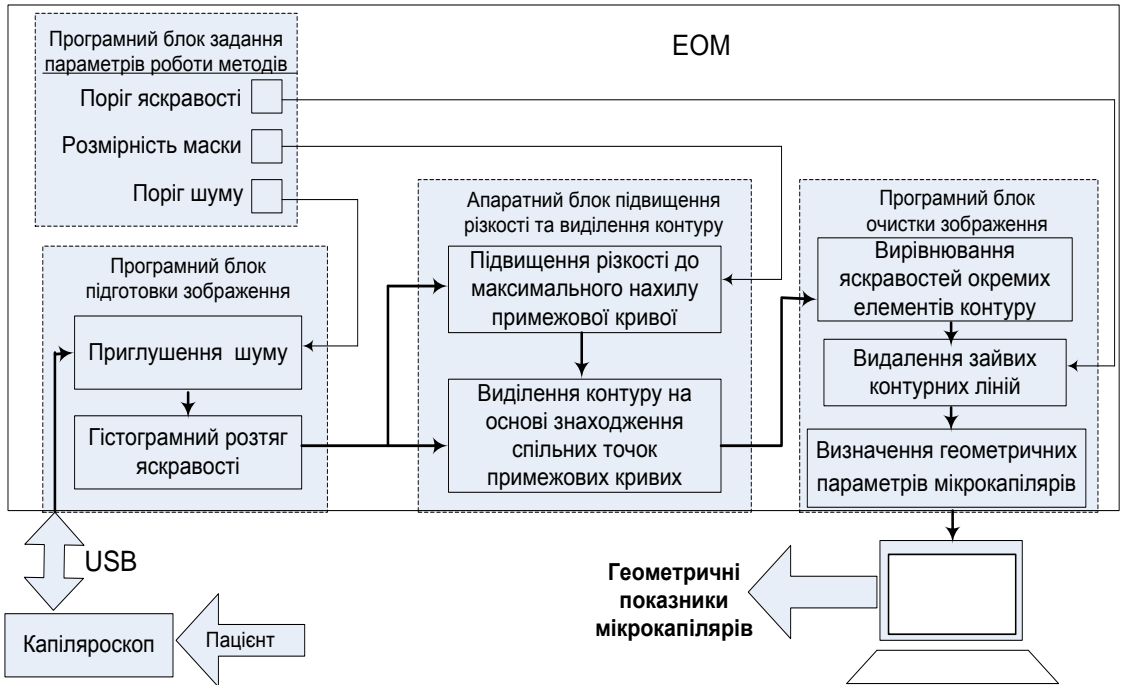 Програмний блок задання
параметрів роботи методів
Поріг яскравості
Розмірність маски
Поріг шуму
ЕОМ
Програмний блок
підготовки зображення
Приглушення шуму
Гістограмний розтяг
яскравості
Апаратний блок підвищення
різкості та виділення контуру
Підвищення різкості до
максимального нахилу
примежової кривої
Виділення контуру на
основі знаходження
спільних точок
примежових кривих
Програмний блок
очистки зображення
Вирівнювання
яскравостей окремих
елементів контуру
Видалення зайвих
контурних ліній
Визначення геометричних
параметрів мікрокапілярів
USB
Капіляроскоп
Пацієнт
Геометричні
показники
мікрокапілярів